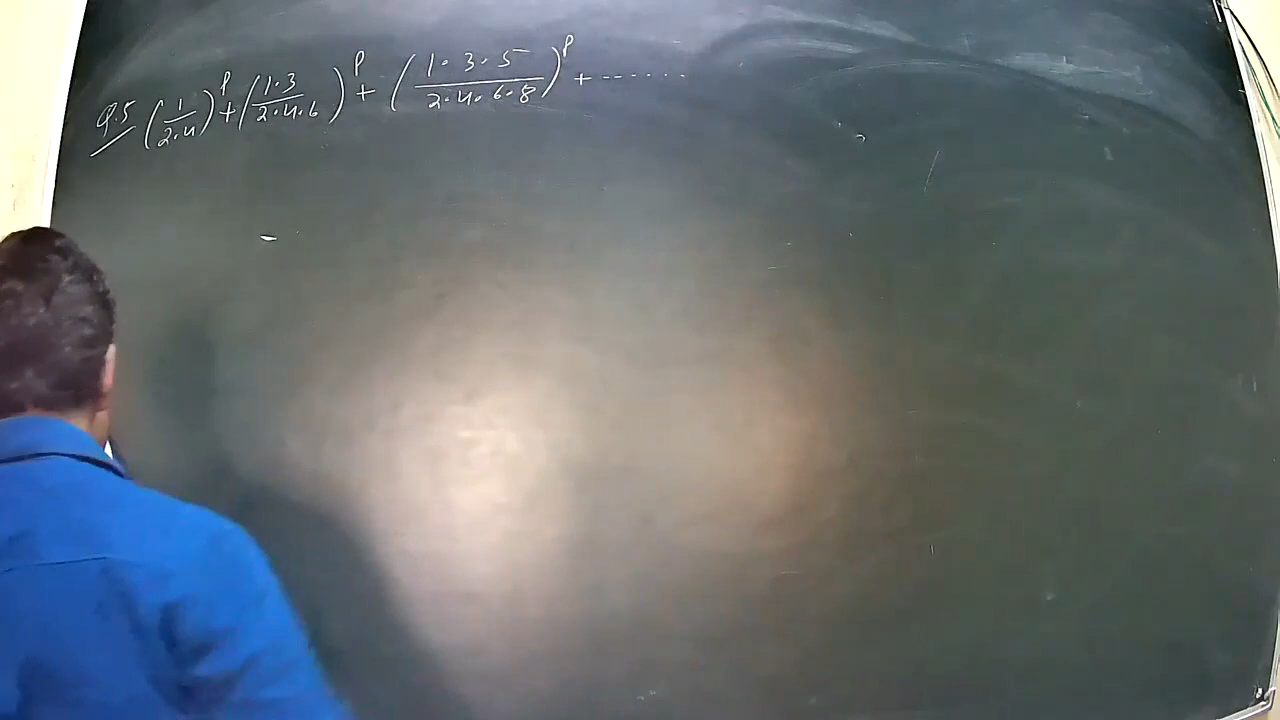 Q.5 (1/2·4)^p + (1·3/2·4·6)^p + (1·3·5/2·4·6·8)^p + ------